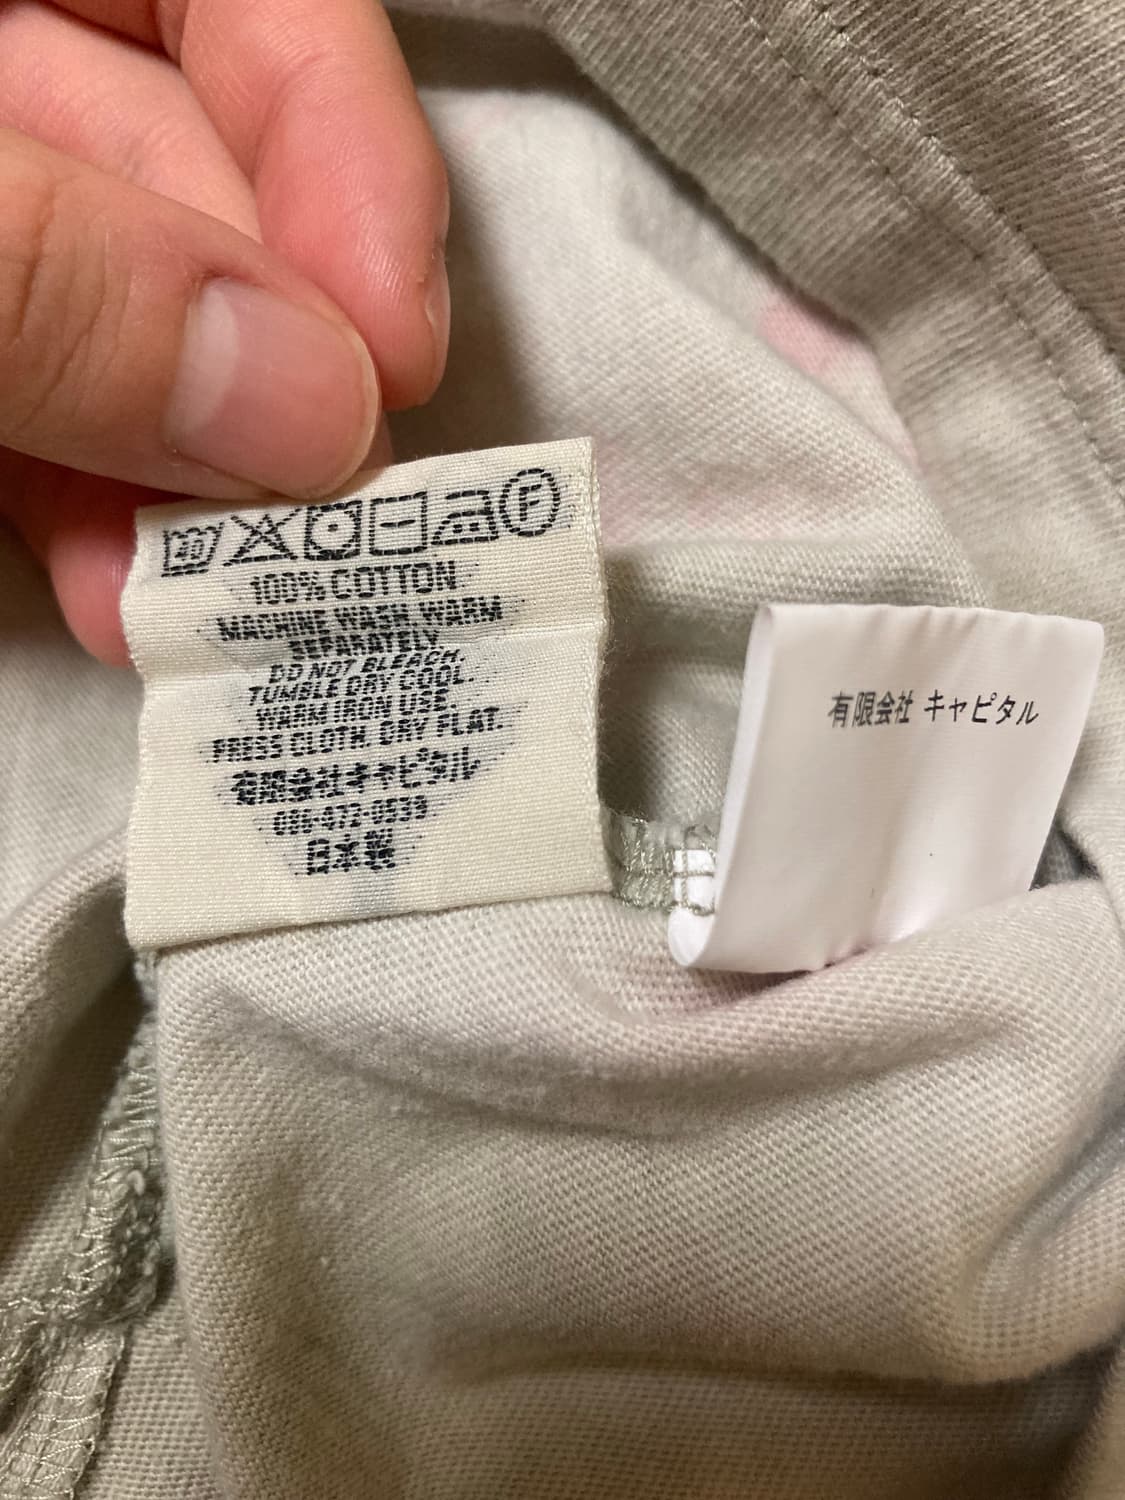 40
F
100% COTTON
MACHINE WASH WARM
SEPARATELY.
DO NOT BLEACH.
TUMBLE DRY COOL.
WARM IRON USE.
PRESS CLOTH. DRY FLAT.
有限会社キャピタル
086-472-0539
日本製
有限会社 キャピタル